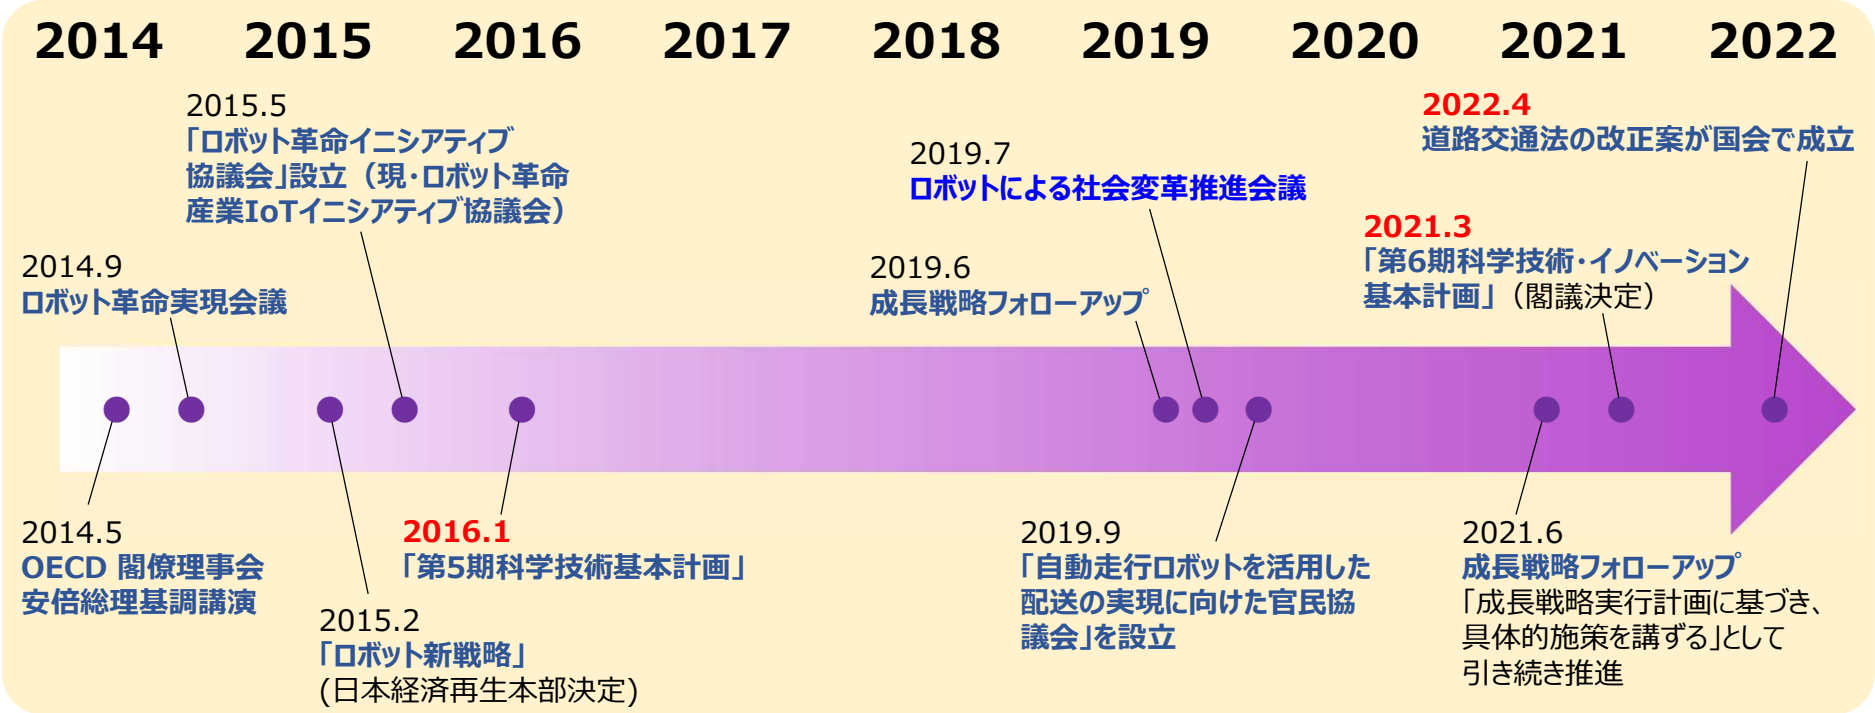 2014 2015 2016 2017 2018 2019 2020 2021 2022
2015.5
「ロボット革命イニシアティブ
協議会」設立（現・ロボット革命
産業IoTイニシアティブ協議会）
2014.9
ロボット革命実現会議
2019.7
ロボットによる社会変革推進会議
2019.6
成長戦略フォローアップ
2022.4
道路交通法の改正案が国会で成立
2021.3
「第6期科学技術・イノベーション
基本計画」（閣議決定）
2014.5
OECD 閣僚理事会
安倍総理基調講演
2015.2
「ロボット新戦略」
(日本経済再生本部決定)
2016.1
「第5期科学技術基本計画」
2019.9
「自動走行ロボットを活用した
配送の実現に向けた官民協
議会」を設立
2021.6
成長戦略フォローアップ
「成長戦略実行計画に基づき、
具体的施策を講ずる」として
引き続き推進